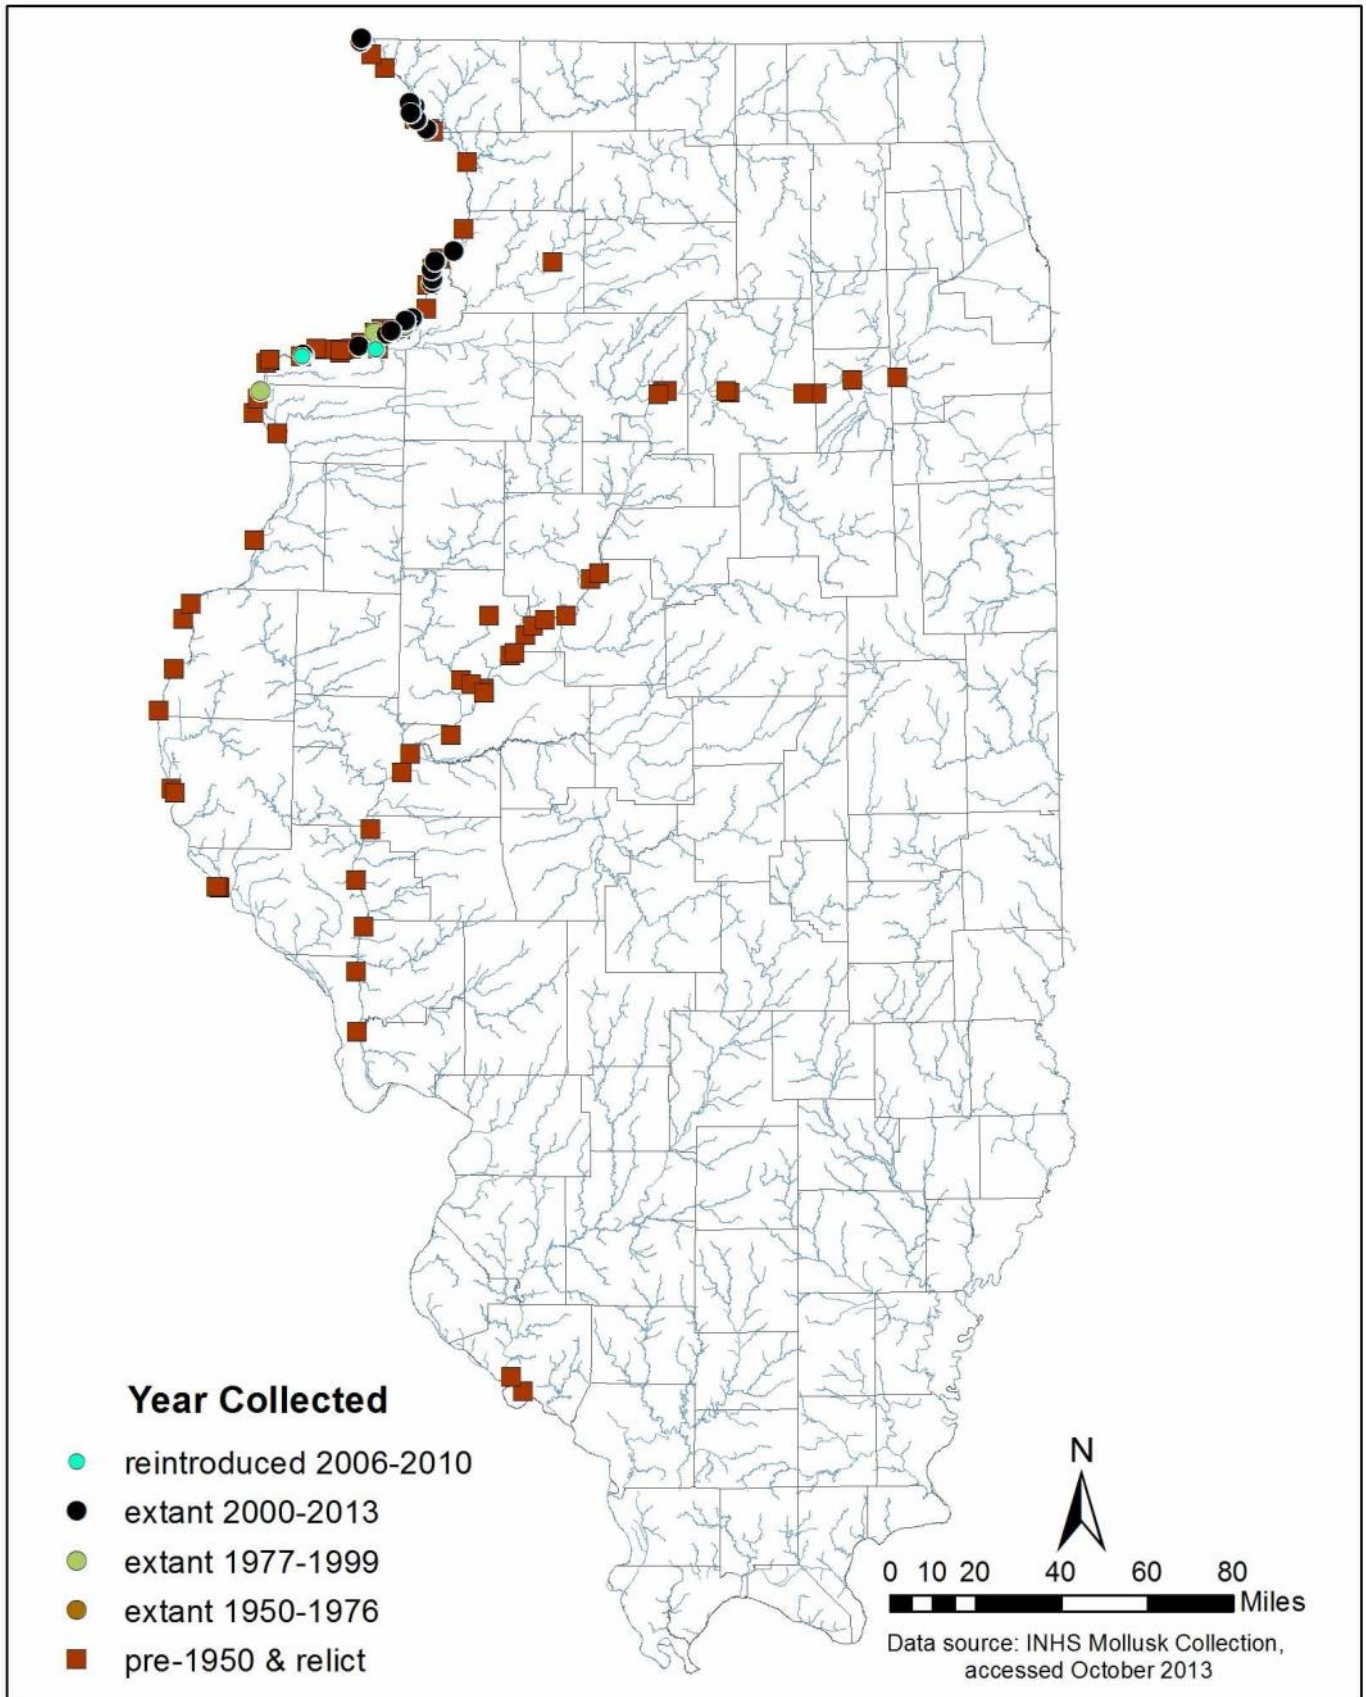 Year Collected
reintroduced 2006-2010
extant 2000-2013
extant 1977-1999
extant 1950-1976
pre-1950 & relict
N
0 10 20 40 60 80
Miles
Data source: INHS Mollusk Collection,
accessed October 2013